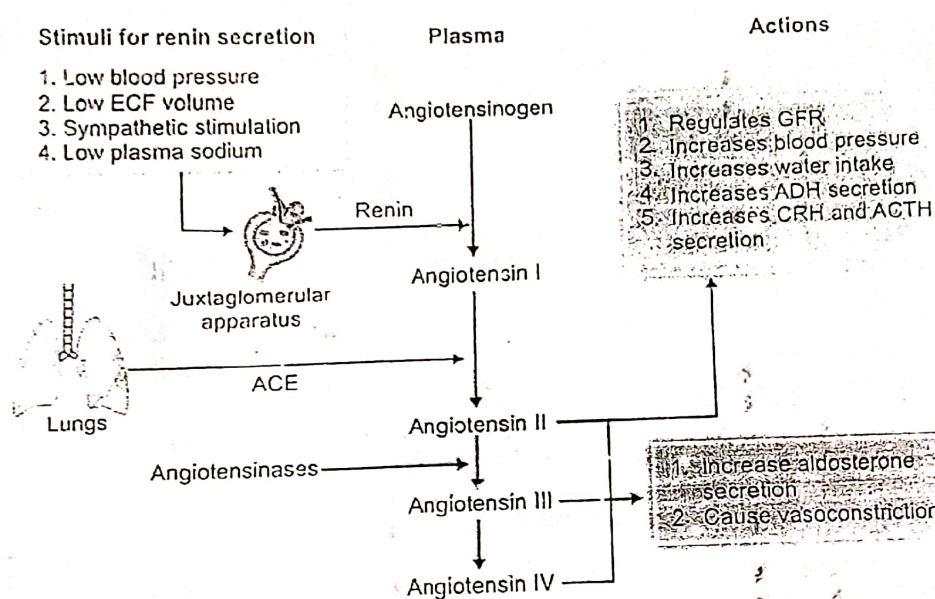 Stimuli for renin secretion
1. Low blood pressure
2. Low ECF volume
3. Sympathetic stimulation
4. Low plasma sodium
Plasma
Actions
Angiotensinogen
Renin
Juxtaglomerular
apparatus
Angiotensin I
ACE
Lungs
Angiotensin II
Angiotensinases
Angiotensin III
Angiotensin IV
1. Regulates GFR
2. Increases blood pressure
3. Increases water intake
4. Increases ADH secretion
5. Increases CRH and ACTH
secretion
1. Increase aldosterone
secretion
2. Cause vasoconstriction